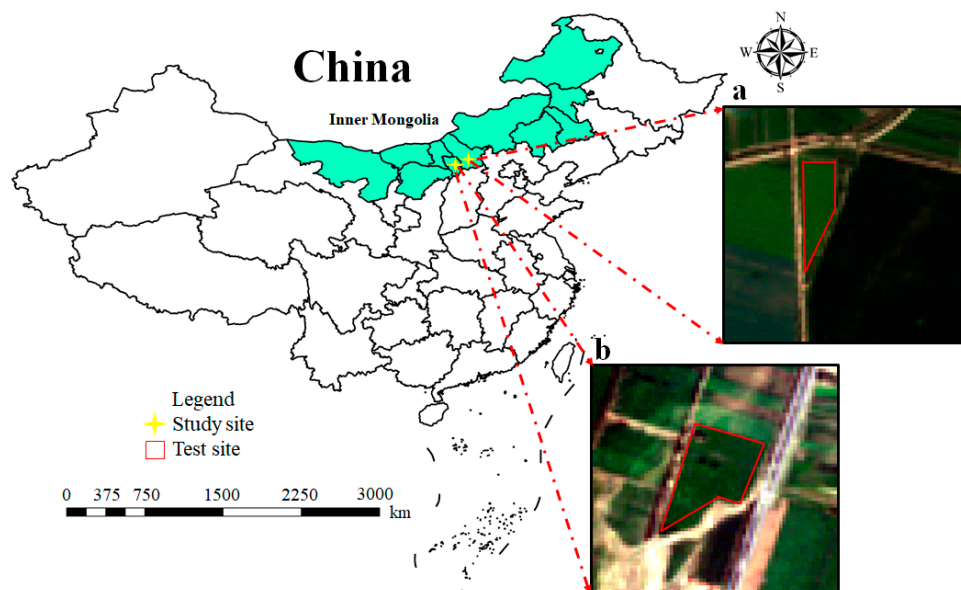 China
N
W E
S
a
Inner Mongolia
b
Legend
Study site
Test site
0 375 750 1500 2250 3000
km